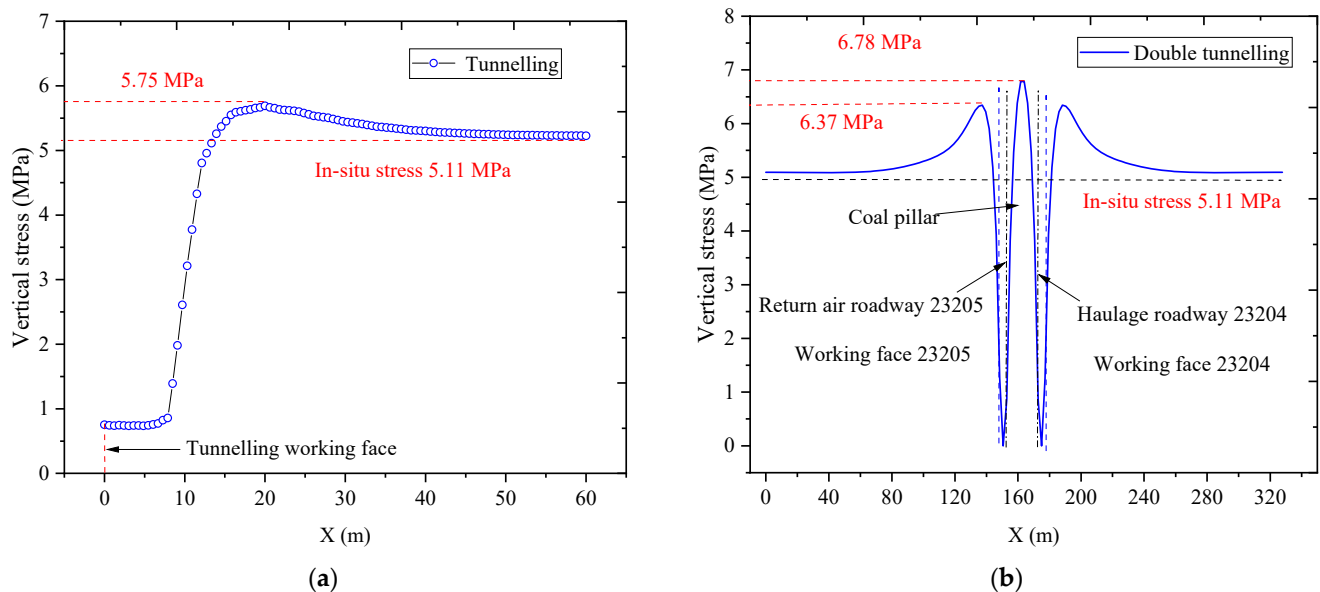 7
6
5
4
3
2
1
0
Vertical stress (MPa)
Tunnelling
5.75 MPa
In-situ stress 5.11 MPa
Tunnelling working face
0 10 20 30 40 50 60
X (m)
(a)
8
7
6
5
4
3
2
1
0
Vertical stress (MPa)
6.78 MPa
Double tunnelling
6.37 MPa
Coal pillar
In-situ stress 5.11 MPa
Return air roadway 23205
Haulage roadway 23204
Working face 23205
Working face 23204
0 40 80 120 160 200 240 280 320
X (m)
(b)